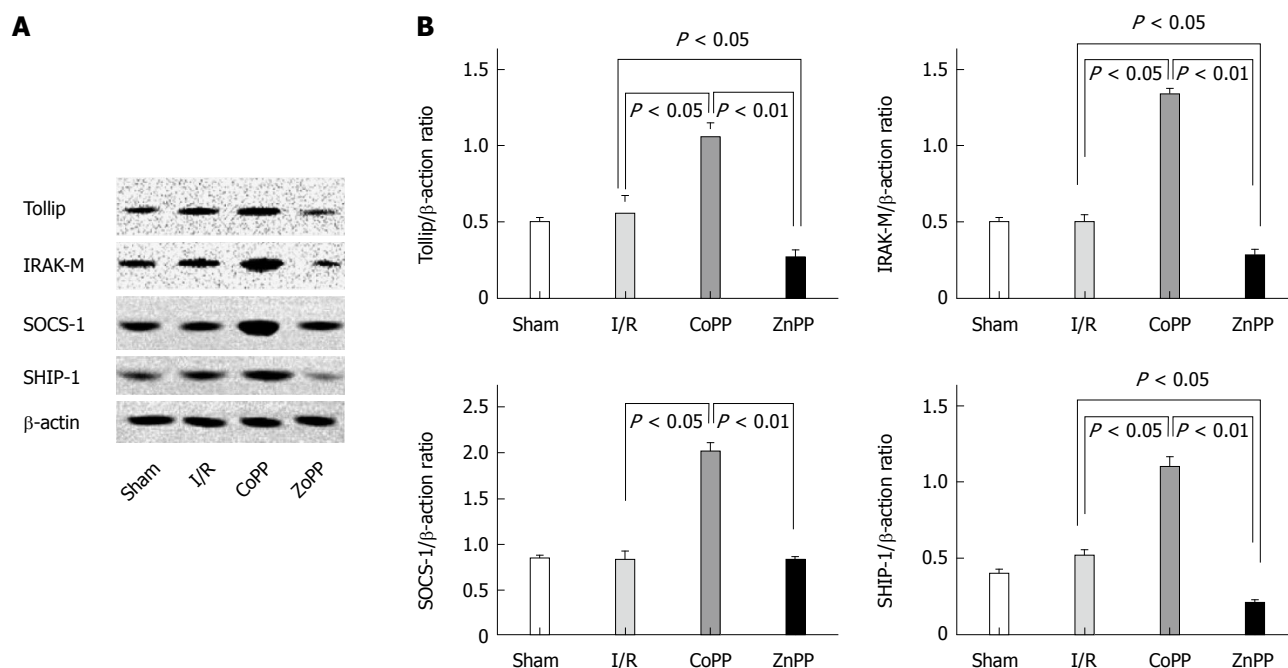 A
Tollip
IRAK-M
SOCS-1
SHIP-1
β-actin
Sham I/R CoPP ZoPP
B
P < 0.05
P < 0.05 P < 0.01
Tollip/β-action ratio
1.5
1.0
0.5
0
Sham I/R CoPP ZnPP
P < 0.05
P < 0.05 P < 0.01
IRAK-M/β-action ratio
1.5
1.0
0.5
0
Sham I/R CoPP ZnPP
P < 0.05 P < 0.01
SOCS-1/β-action ratio
2.5
2.0
1.5
1.0
0.5
0
Sham I/R CoPP ZnPP
P < 0.05
P < 0.05 P < 0.01
SHIP-1/β-action ratio
1.5
1.0
0.5
0
Sham I/R CoPP ZnPP